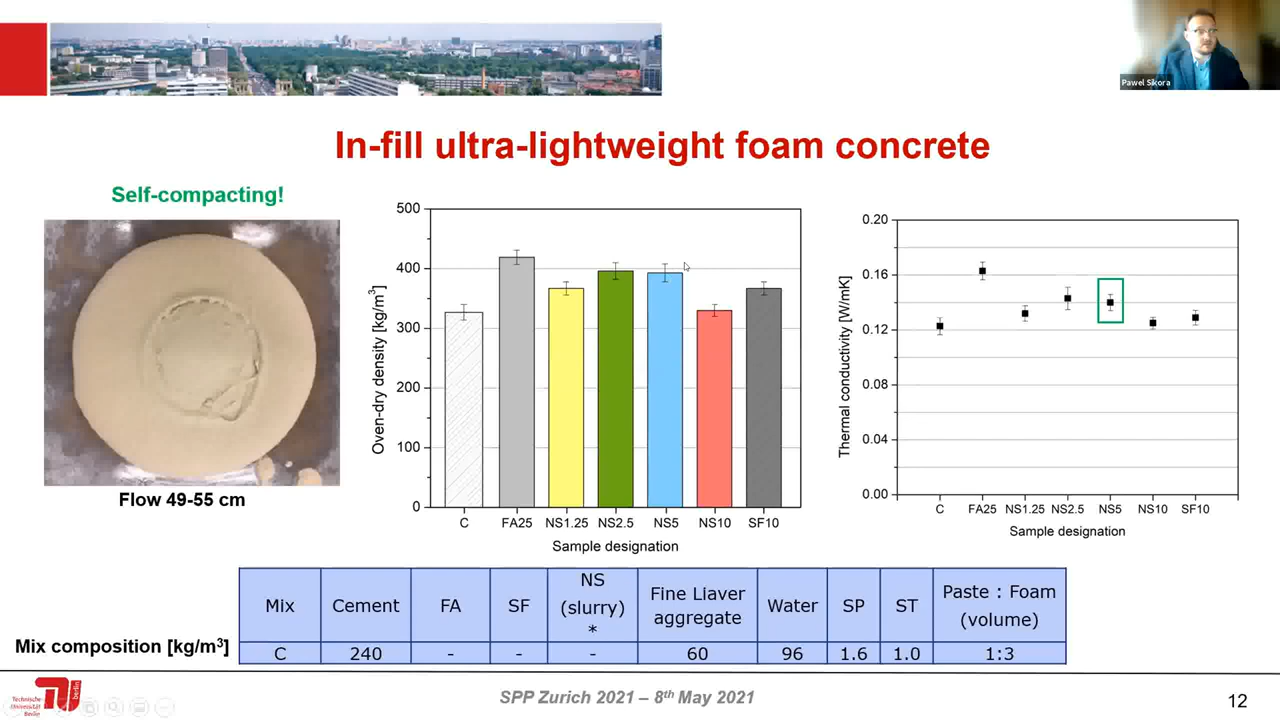 Pawel Sikora
In-fill ultra-lightweight foam concrete
Self-compacting!
Flow 49-55 cm
Oven-dry density [kg/m³]
500
400
300
200
100
0
C FA25 NS1.25 NS2.5 NS5 NS10 SF10
Sample designation
Thermal conductivity [W/mK]
0.20
0.16
0.12
0.08
0.04
0.00
C FA25 NS1.25 NS2.5 NS5 NS10 SF10
Sample designation
Mix composition [kg/m³]
Mix Cement FA SF NS (slurry) * Fine Liaver aggregate Water SP ST Paste : Foam (volume)
C 240 - - - 60 96 1.6 1.0 1:3
Technische
Universität
Berlin
berlin
SPP Zurich 2021 – 8th May 2021
12